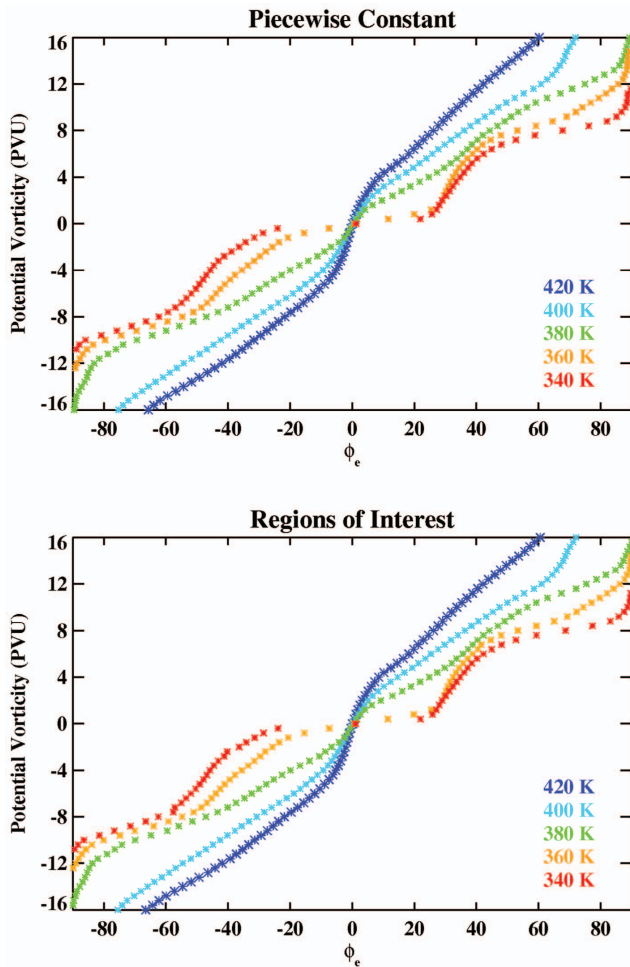 Piecewise Constant
16
12
8
4
0
-4
-8
-12
-16
Potential Vorticity (PVU)
420 K
400 K
380 K
360 K
340 K
-80 -60 -40 -20 0 20 40 60 80
ϕe
Regions of Interest
16
12
8
4
0
-4
-8
-12
-16
Potential Vorticity (PVU)
420 K
400 K
380 K
360 K
340 K
-80 -60 -40 -20 0 20 40 60 80
ϕe